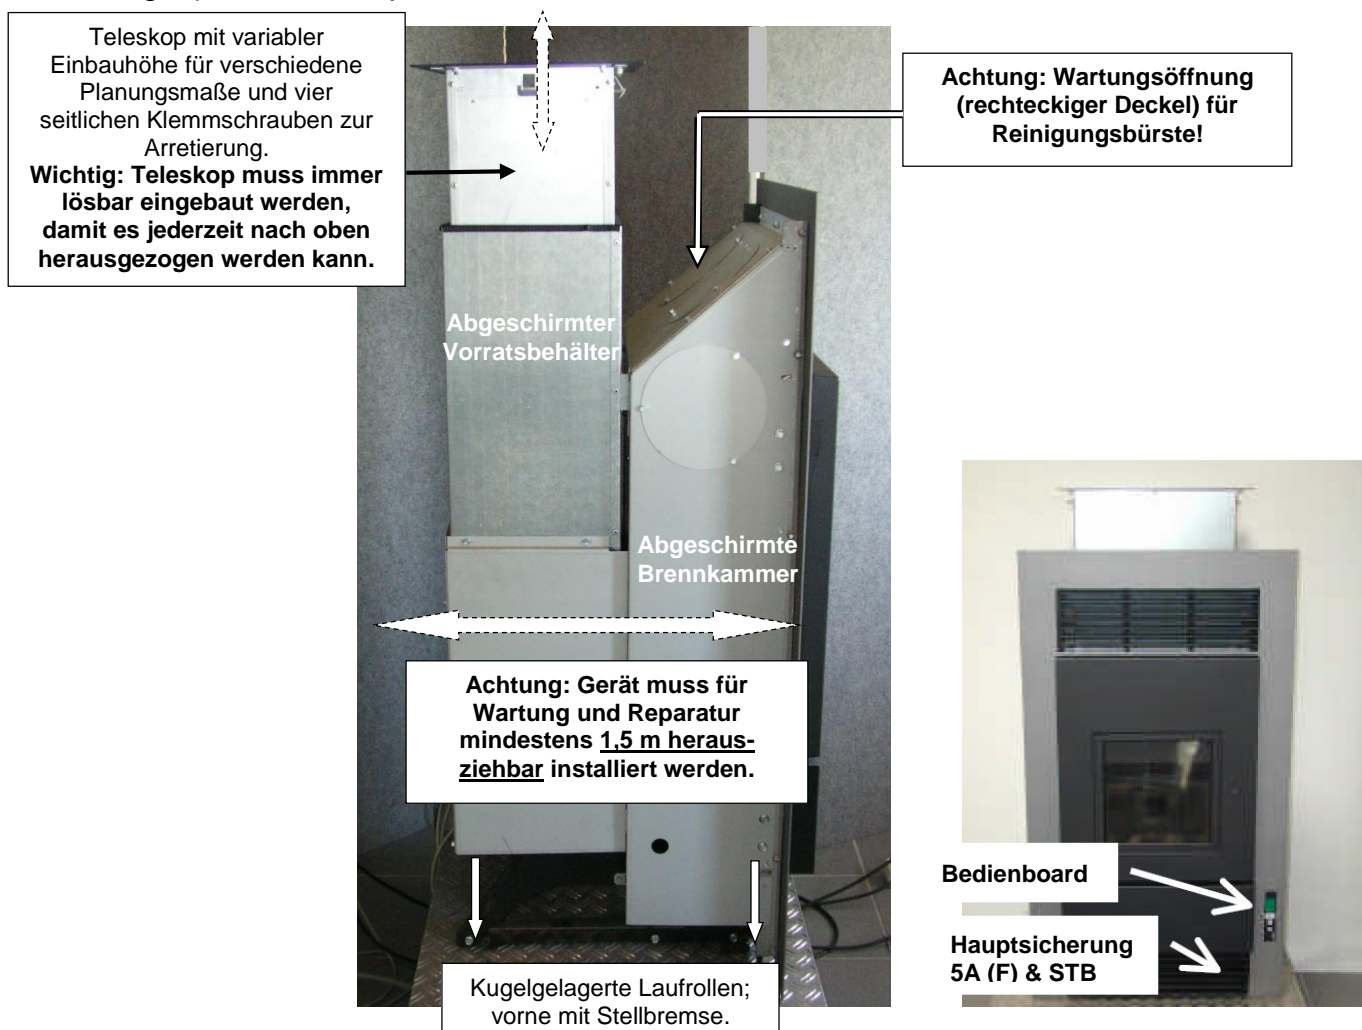 Teleskop mit variabler
Einbauhöhe für verschiedene
Planungsmaße und vier
seitlichen Klemmschrauben zur
Arretierung.
Wichtig: Teleskop muss immer
lösbar eingebaut werden,
damit es jederzeit nach oben
herausgezogen werden kann.
Achtung: Wartungsöffnung
(rechteckiger Deckel) für
Reinigungsbürste!
Abgeschirmter
Vorratsbehälter
Abgeschirmte
Brennkammer
Achtung: Gerät muss für
Wartung und Reparatur
mindestens 1,5 m heraus-
ziehbar installiert werden.
Bedienboard
Hauptsicherung
5A (F) & STB
Kugelgelagerte Laufrollen;
vorne mit Stellbremse.